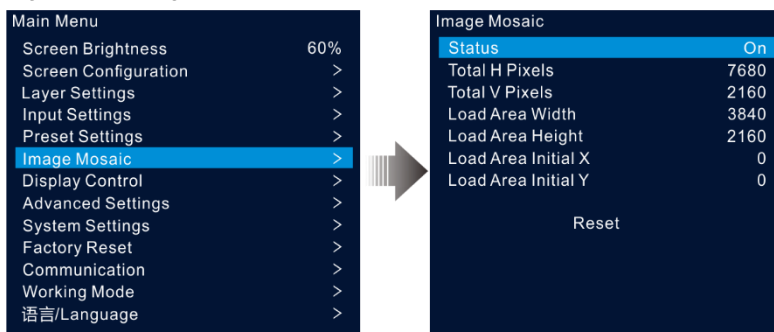 Main Menu
Screen Brightness 60%
Screen Configuration >
Layer Settings >
Input Settings >
Preset Settings >
Image Mosaic >
Display Control >
Advanced Settings >
System Settings >
Factory Reset >
Communication >
Working Mode >
语言/Language >
Image Mosaic
Status On
Total H Pixels 7680
Total V Pixels 2160
Load Area Width 3840
Load Area Height 2160
Load Area Initial X 0
Load Area Initial Y 0
Reset